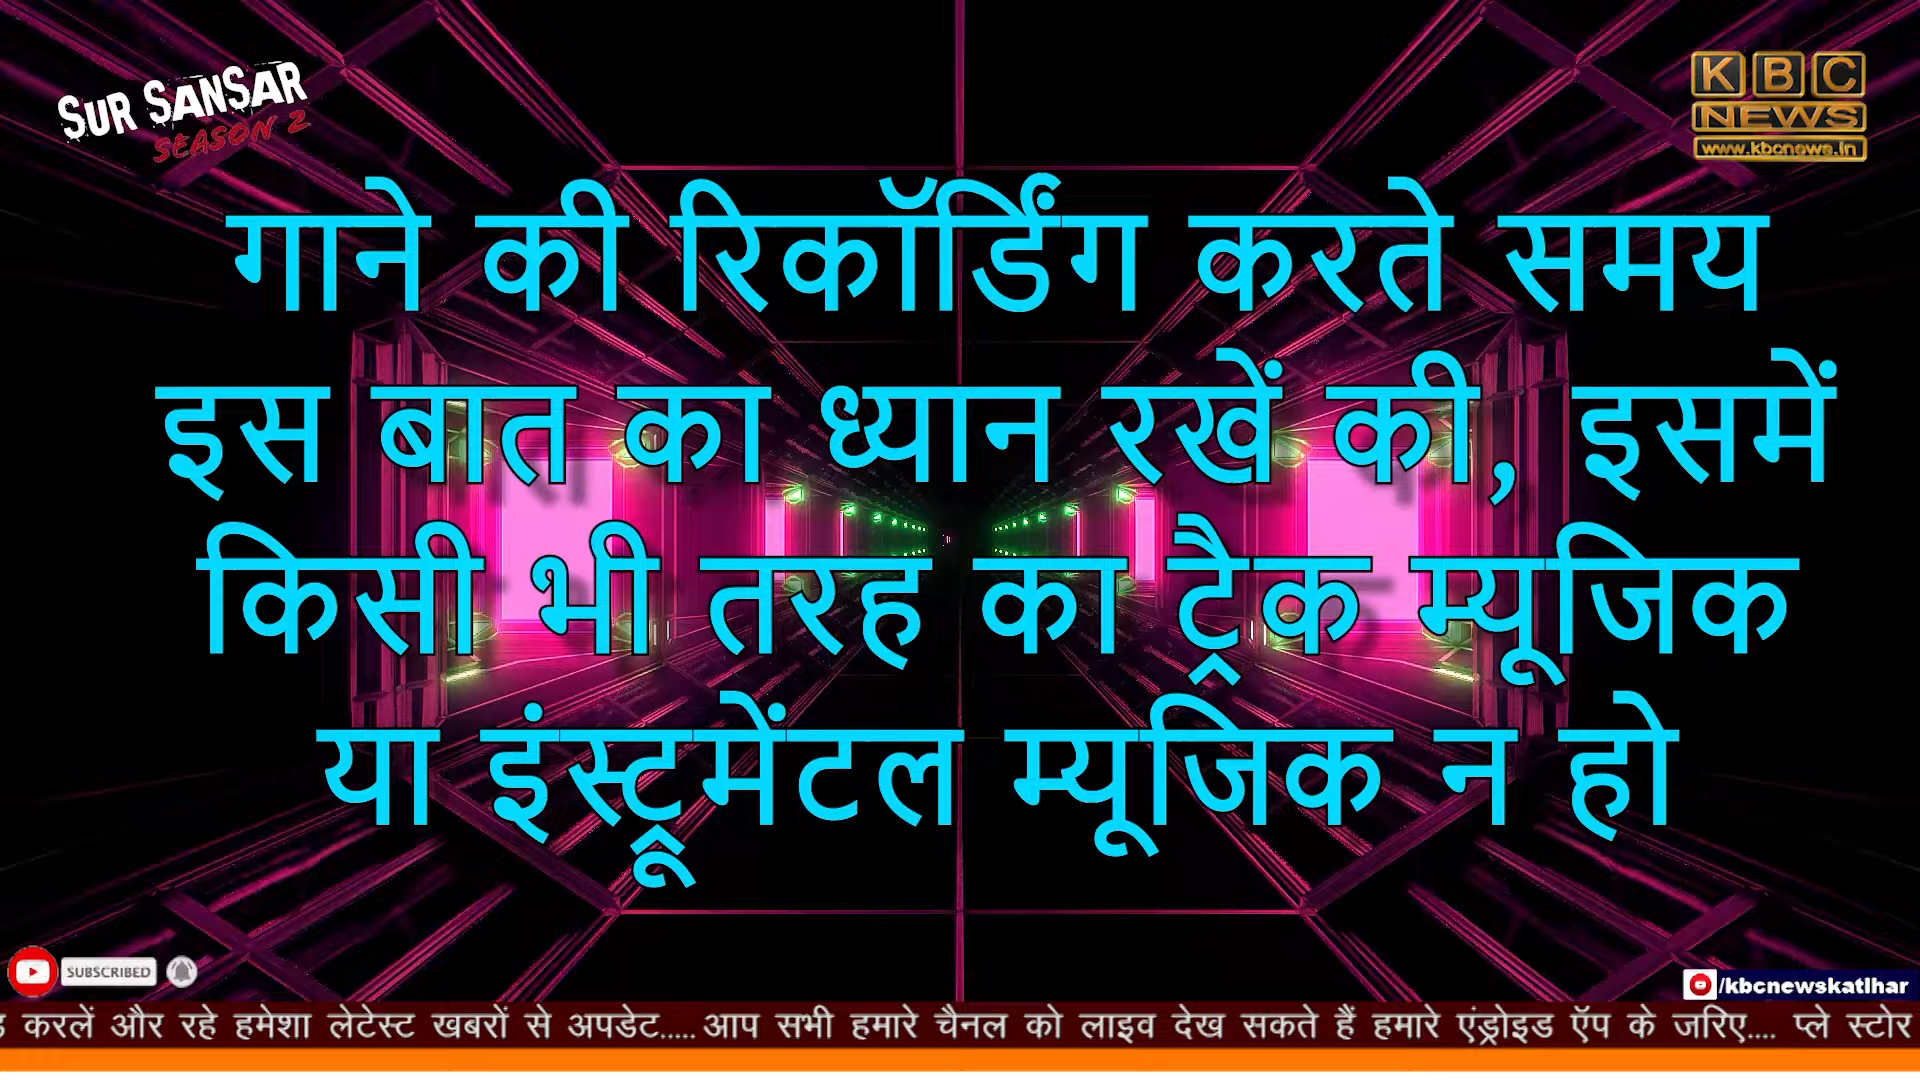 SUR SANSAR
SEASON 2
KBC
NEWS
www.kbcnews.in
गाने की रिकॉर्डिंग करते समय
इस बात का ध्यान रखें की, इसमें
किसी भी तरह का ट्रैक म्यूजिक
या इंस्ट्रूमेंटल म्यूजिक न हो
SUBSCRIBED
/kbcnewskatihar
करलें और रहे हमेशा लेटेस्ट खबरों से अपडेट..... आप सभी हमारे चैनल को लाइव देख सकते हैं हमारे एंड्रोइड ऍप के जरिए.... प्ले स्टोर